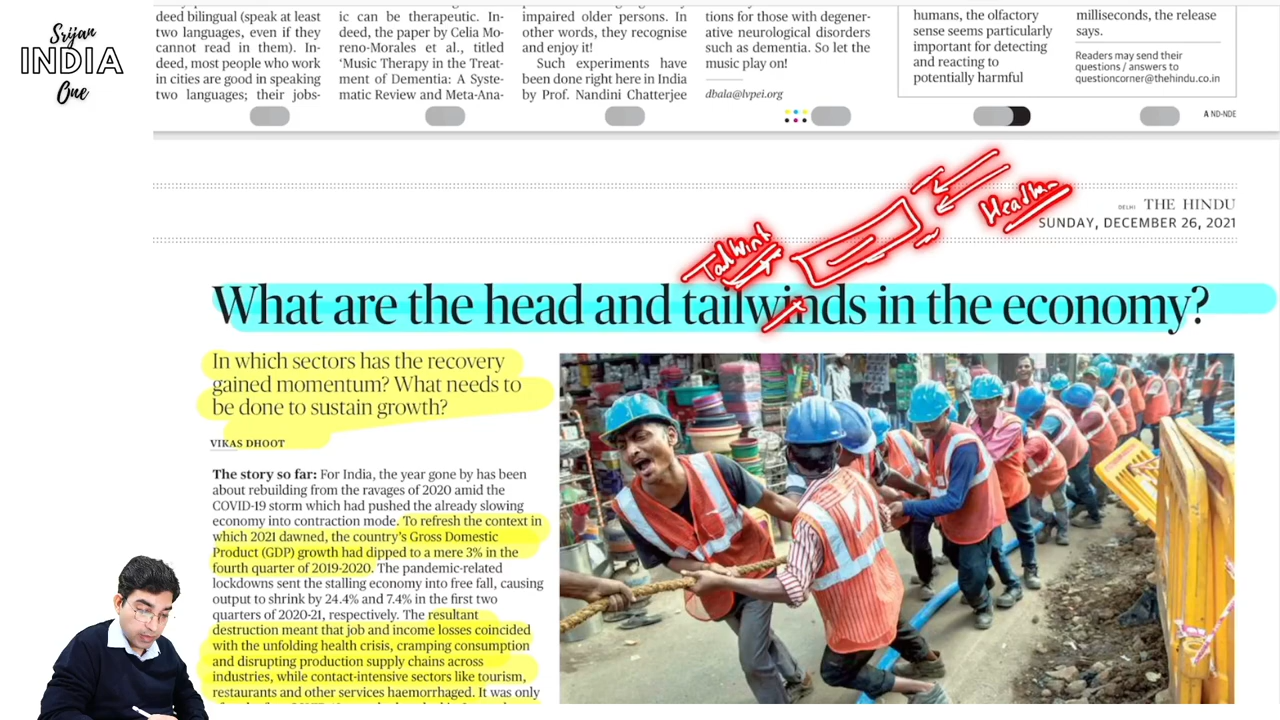 Srijan
INDIA
One
deed bilingual (speak at least
two languages, even if they
cannot read in them). In-
deed, most people who work
in cities are good in speaking
two languages; their jobs-
ic can be therapeutic. In-
deed, the paper by Celia Mo-
reno-Morales et al., titled
‘Music Therapy in the Treat-
ment of Dementia: A Syste-
matic Review and Meta-Ana-
impaired older persons. In
other words, they recognise
and enjoy it!
Such experiments have
been done right here in India
by Prof. Nandini Chatterjee
tions for those with degener-
ative neurological disorders
such as dementia. So let the
music play on!
dbala@lvpei.org
humans, the olfactory
sense seems particularly
important for detecting
and reacting to
potentially harmful
milliseconds, the release
says.
Readers may send their
questions / answers to
questioncorner@thehindu.co.in
A ND-NDE
DELHI THE HINDU
SUNDAY, DECEMBER 26, 2021
What are the head and tailwinds in the economy?
In which sectors has the recovery
gained momentum? What needs to
be done to sustain growth?
VIKAS DHOOT
The story so far: For India, the year gone by has been
about rebuilding from the ravages of 2020 amid the
COVID-19 storm which had pushed the already slowing
economy into contraction mode. To refresh the context in
which 2021 dawned, the country's Gross Domestic
Product (GDP) growth had dipped to a mere 3% in the
fourth quarter of 2019-2020. The pandemic-related
lockdowns sent the stalling economy into free fall, causing
output to shrink by 24.4% and 7.4% in the first two
quarters of 2020-21, respectively. The resultant
destruction meant that job and income losses coincided
with the unfolding health crisis, cramping consumption
and disrupting production supply chains across
industries, while contact-intensive sectors like tourism,
restaurants and other services haemorrhaged. It was only